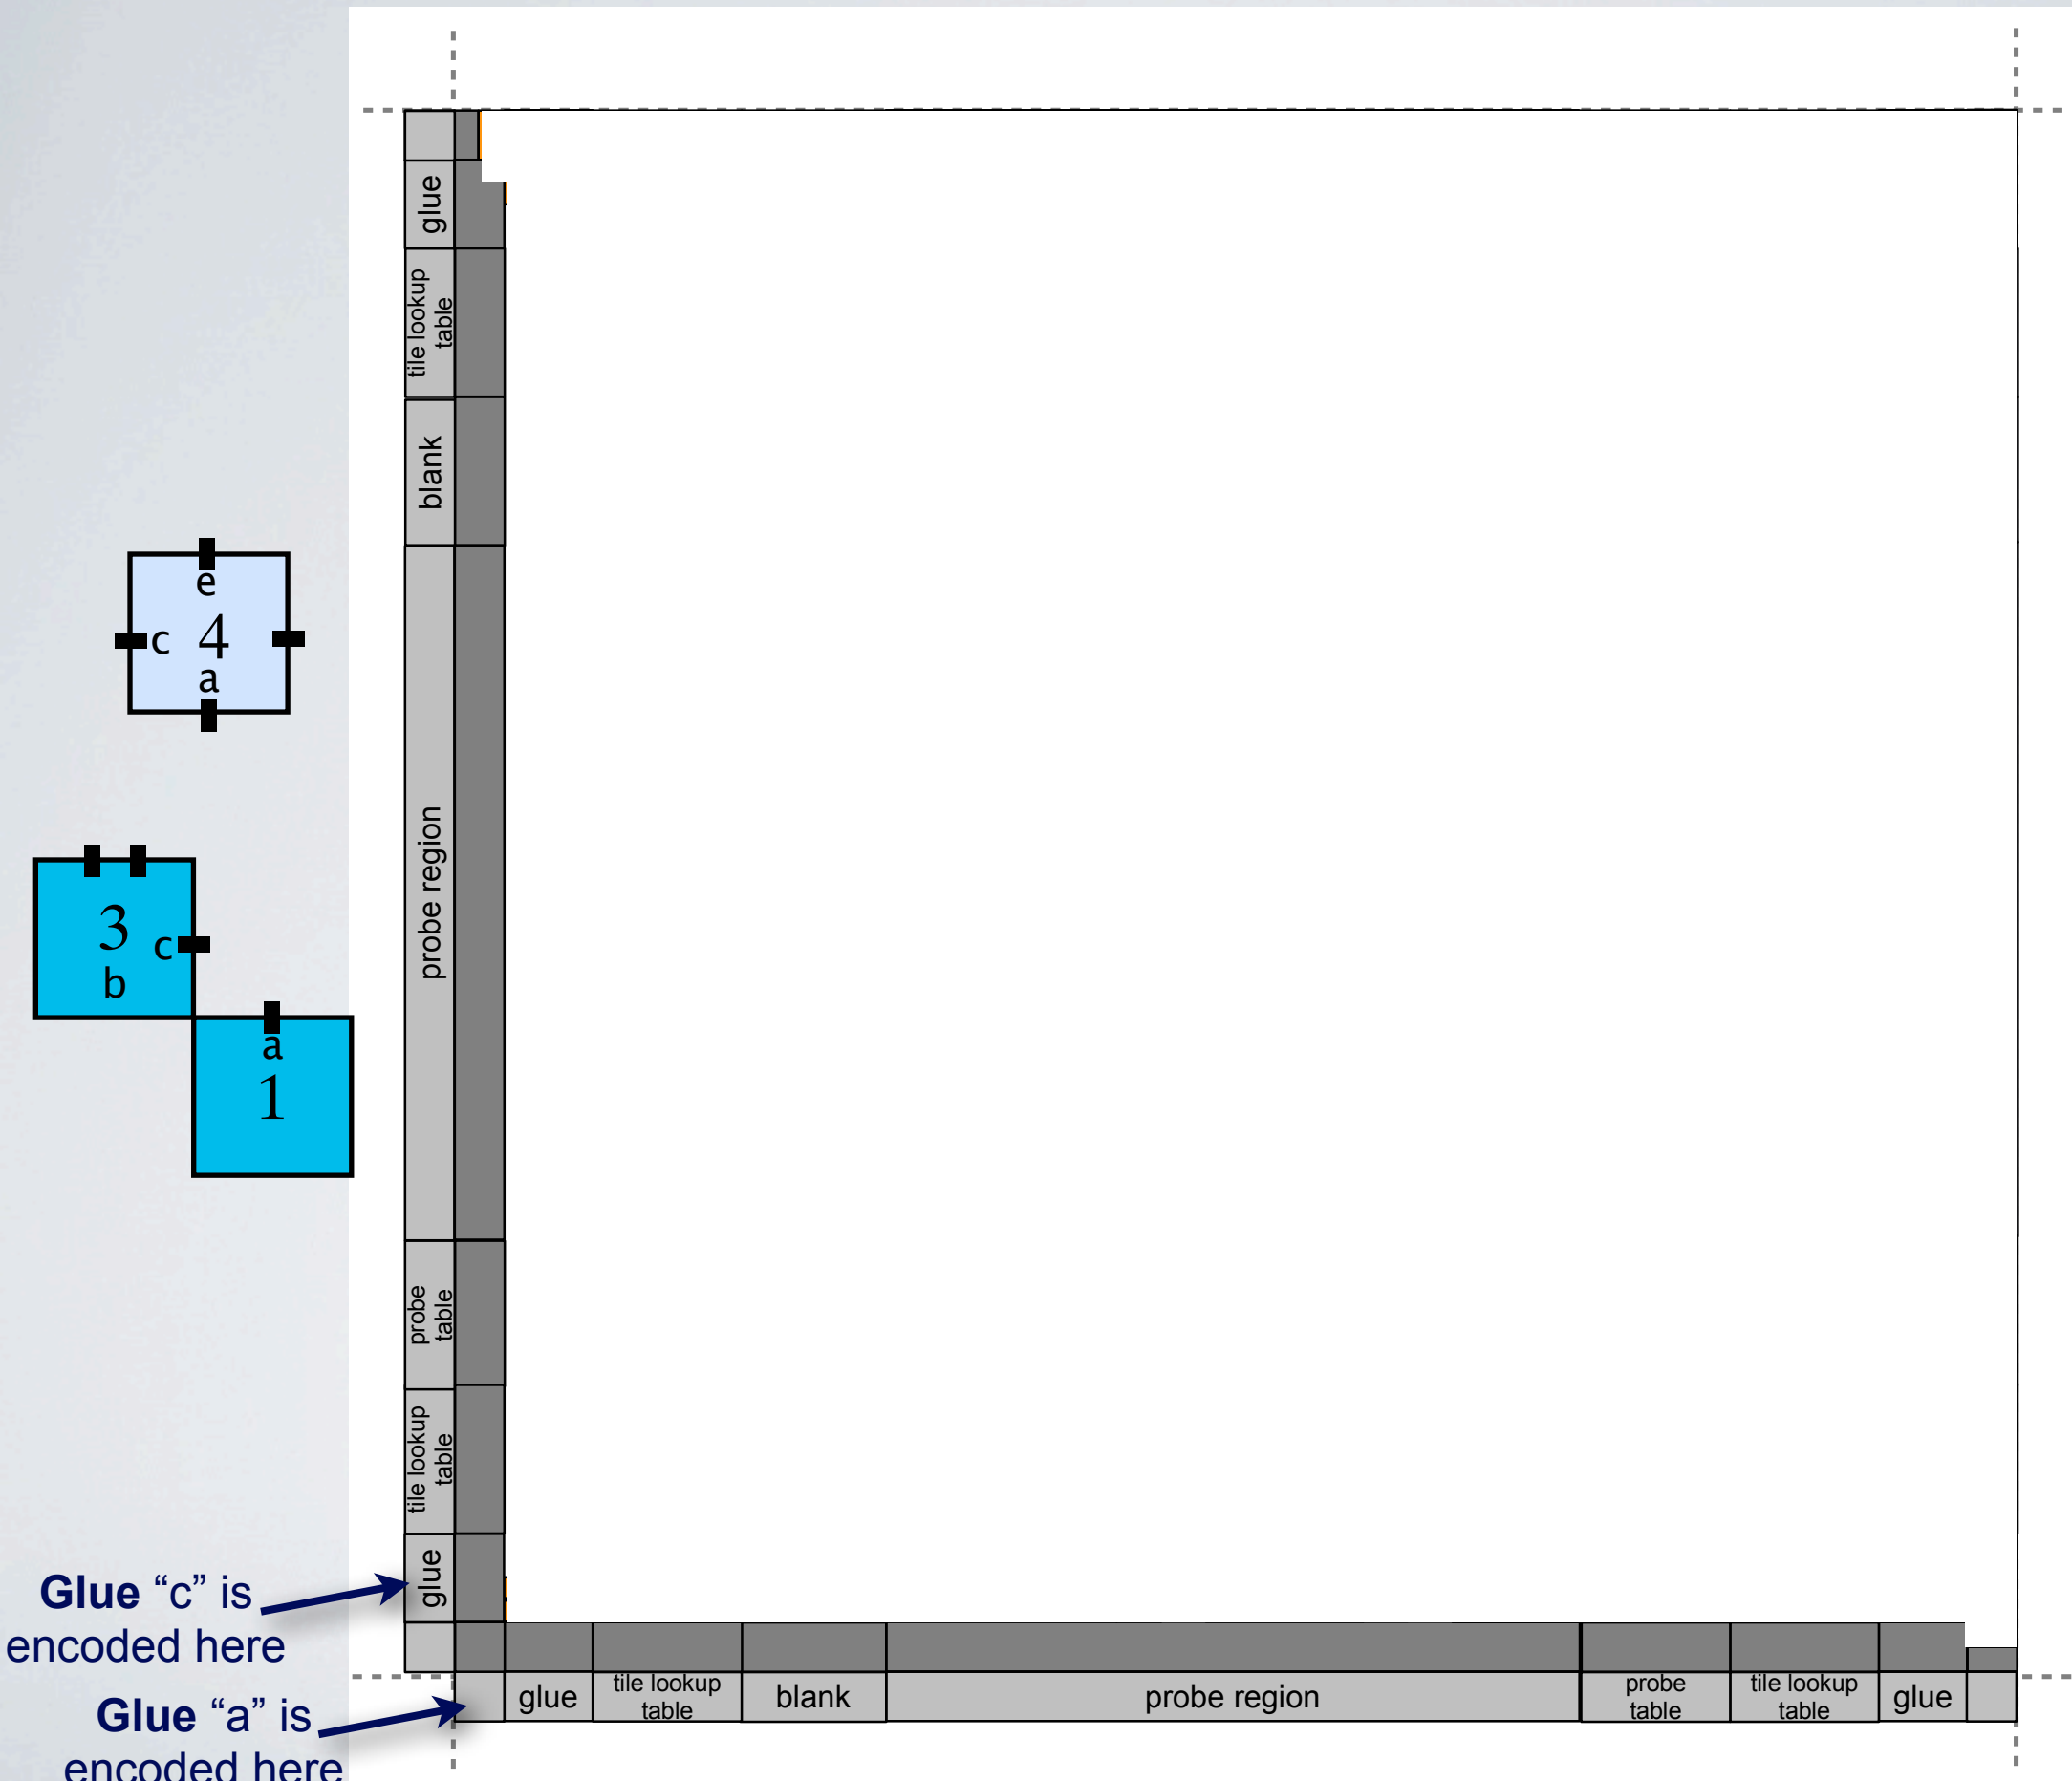 glue
tile lookup
table
blank
probe region
probe
table
tile lookup
table
glue
e
c 4
a
3 c
b
a
1
Glue “c” is
encoded here
Glue “a” is
encoded here
glue
tile lookup
table
blank
probe region
probe
table
tile lookup
table
glue